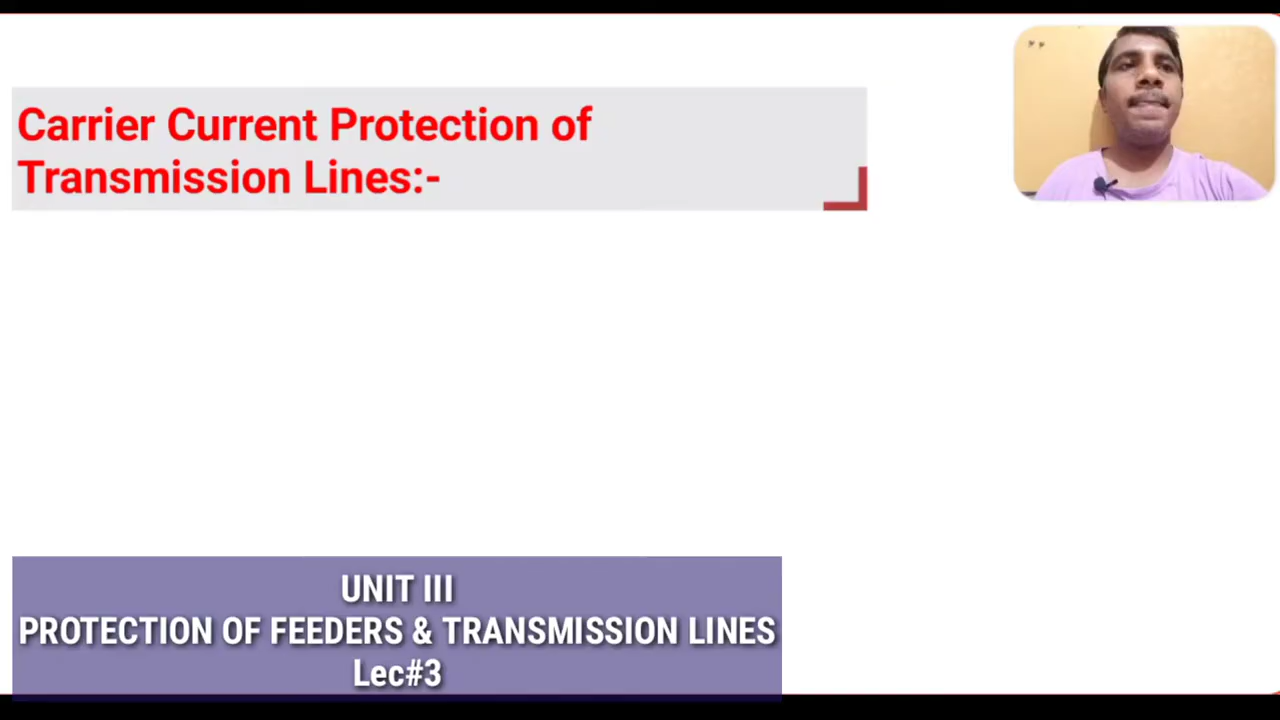 Carrier Current Protection of
Transmission Lines:-
UNIT III
PROTECTION OF FEEDERS & TRANSMISSION LINES
Lec#3